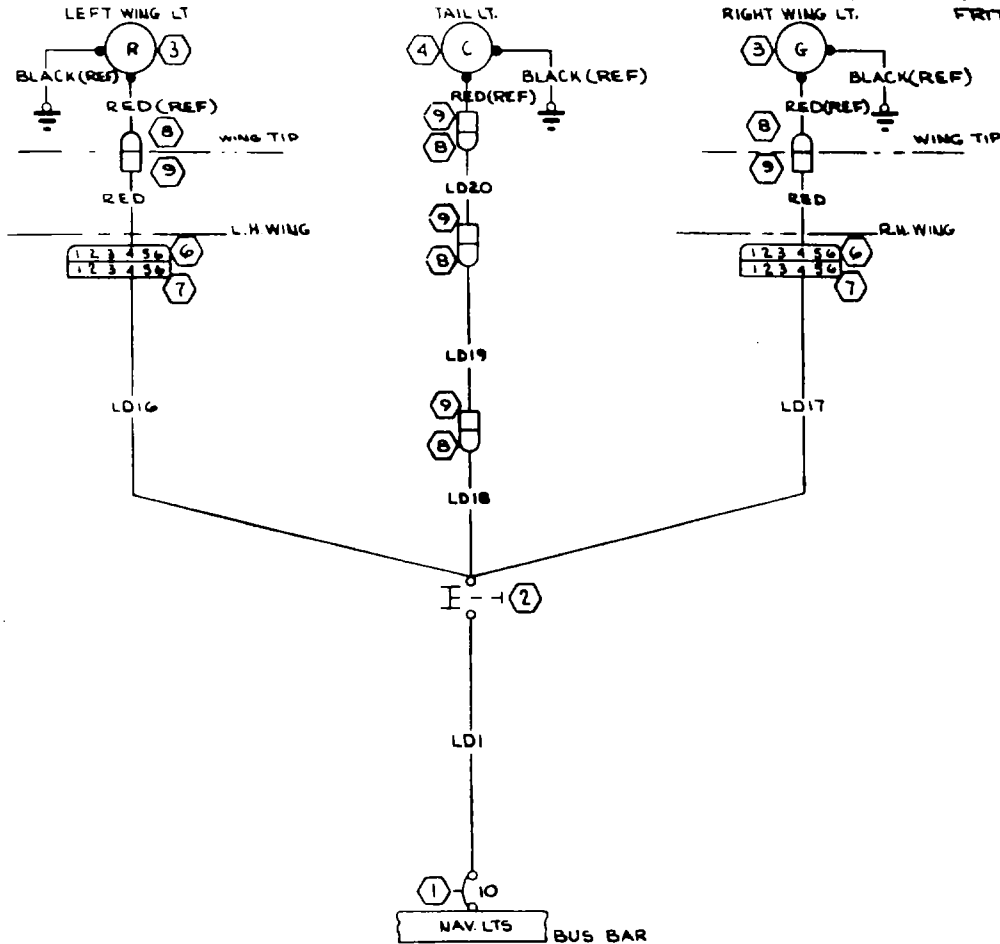 LEFT WING LT
TAIL LT.
RIGHT WING LT.
R
3
4
C
3
G
BLACK (REF)
BLACK (REF)
BLACK (REF)
RED (REF)
RED (REF)
RED (REF)
8
9
8
8
WING TIP
WING TIP
9
9
RED
LD20
RED
9
L.H. WING
R.H. WING
8
1 2 3 4 5 6
6
1 2 3 4 5 6
7
1 2 3 4 5 6
6
1 2 3 4 5 6
7
LD19
LD16
9
LD17
8
LD18
2
LD1
1
10
NAV. LTS
BUS BAR